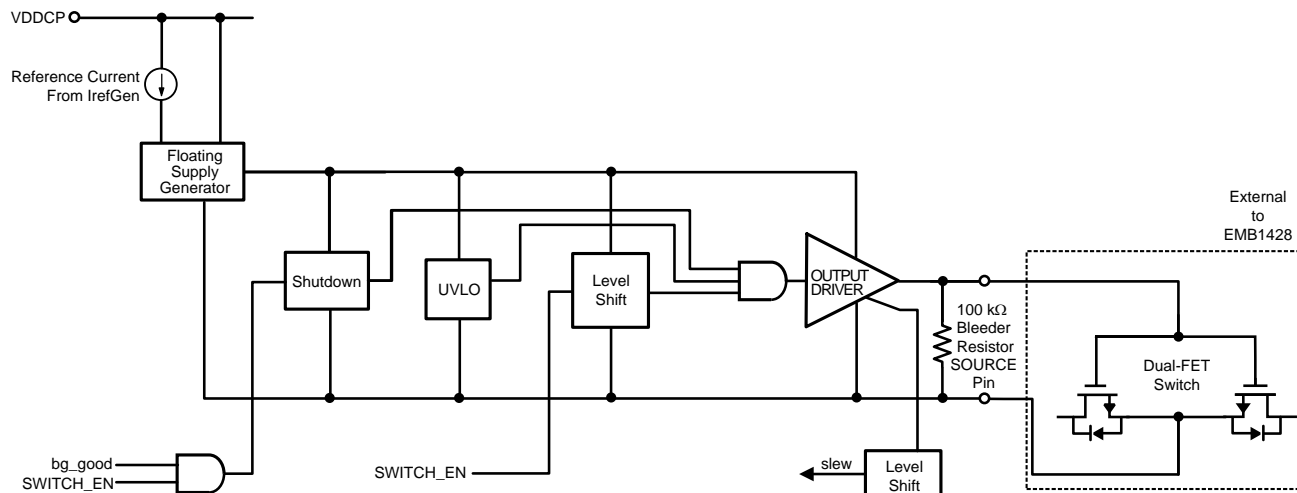 VDDCP
Reference Current
From IrefGen
Floating
Supply
Generator
External
to
EMB1428
Shutdown
UVLO
Level
Shift
OUTPUT
DRIVER
100 kΩ
Bleeder
Resistor
SOURCE
Pin
Dual-FET
Switch
bg_good
SWITCH_EN
SWITCH_EN
slew
Level
Shift